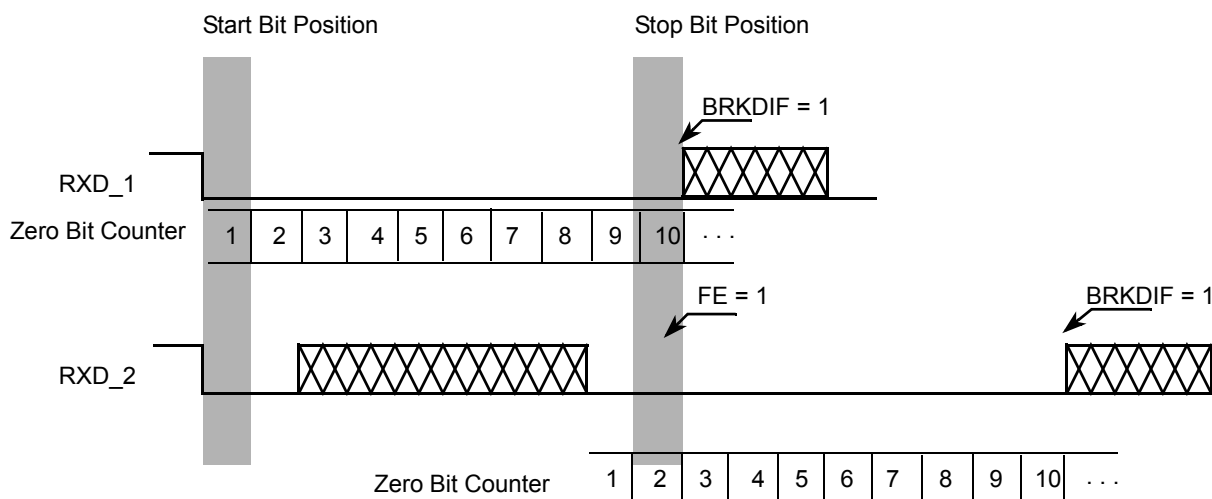 Start Bit Position Stop Bit Position
BRKDIF = 1
RXD_1
Zero Bit Counter 1 2 3 4 5 6 7 8 9 10 . . .
FE = 1 BRKDIF = 1
RXD_2
Zero Bit Counter 1 2 3 4 5 6 7 8 9 10 . . .